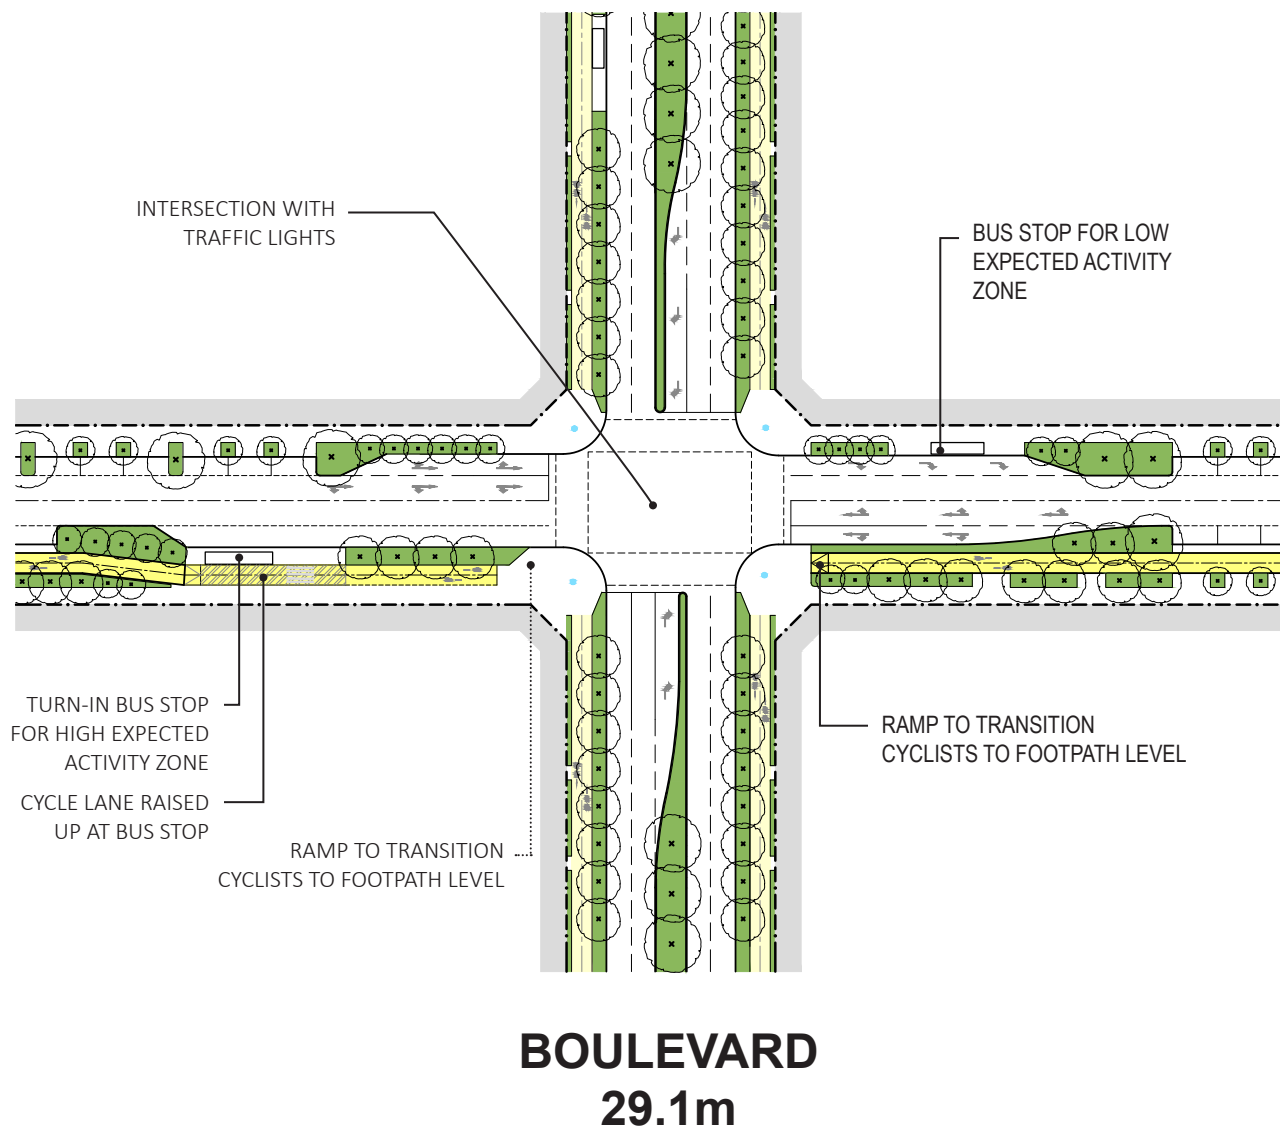 INTERSECTION WITH
TRAFFIC LIGHTS
BUS STOP FOR LOW
EXPECTED ACTIVITY
ZONE
TURN-IN BUS STOP
FOR HIGH EXPECTED
ACTIVITY ZONE
CYCLE LANE RAISED
UP AT BUS STOP
RAMP TO TRANSITION
CYCLISTS TO FOOTPATH LEVEL
RAMP TO TRANSITION
CYCLISTS TO FOOTPATH LEVEL
BOULEVARD
29.1m